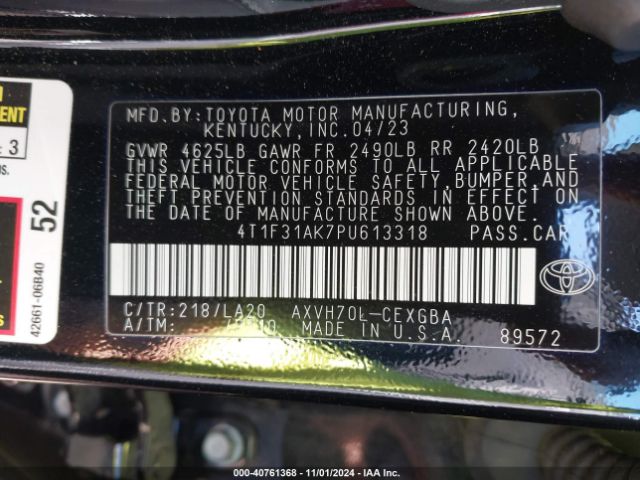 MFD.BY:TOYOTA MOTOR MANUFACTURING,
KENTUCKY,INC.04/23
GVWR 4625LB GAWR FR 2490LB RR 2420LB
THIS VEHICLE CONFORMS TO ALL APPLICABLE
FEDERAL MOTOR VEHICLE SAFETY,BUMPER,AND
THEFT PREVENTION STANDARDS IN EFFECT ON
THE DATE OF MANUFACTURE SHOWN ABOVE.
4T1F31AK7PU613318 PASS.CAR
C/TR:218/LA20 AXVH70L-CEXGBA
A/TM: MADE IN U.S.A. 89572
TOYOTA
3
52
42661-06B40
000-40761368 - 11/01/2024 - IAA Inc.